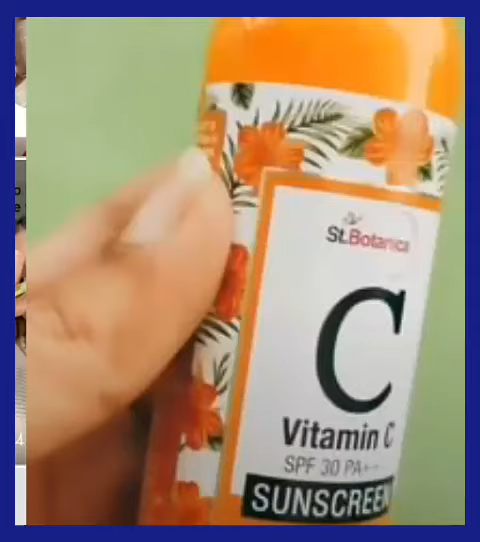 St.Botanica
C
Vitamin C
SPF 30 PA++
SUNSCREEN